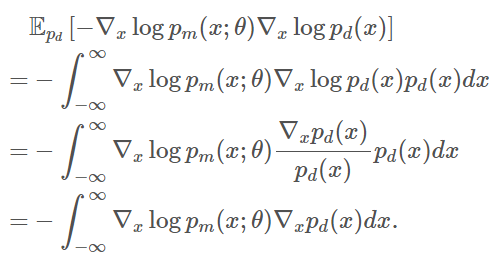 𝔼_{p_d} [−∇_x log p_m(x; θ)∇_x log p_d(x)]
= − ∫_{−∞}^{∞} ∇_x log p_m(x; θ)∇_x log p_d(x)p_d(x)dx
= − ∫_{−∞}^{∞} ∇_x log p_m(x; θ) \frac{∇_x p_d(x)}{p_d(x)} p_d(x)dx
= − ∫_{−∞}^{∞} ∇_x log p_m(x; θ)∇_x p_d(x)dx.